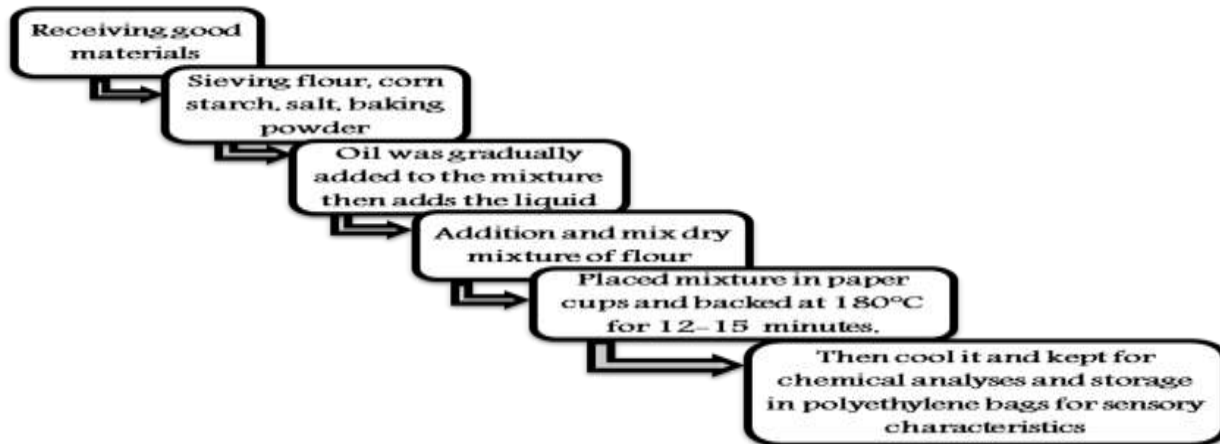 Receiving good
materials
Sieving flour, corn
starch, salt, baking
powder
Oil was gradually
added to the mixture
then adds the liquid
Addition and mix dry
mixture of flour
Placed mixture in paper
cups and backed at 180°C
for 12–15 minutes.
Then cool it and kept for
chemical analyses and storage
in polyethylene bags for sensory
characteristics